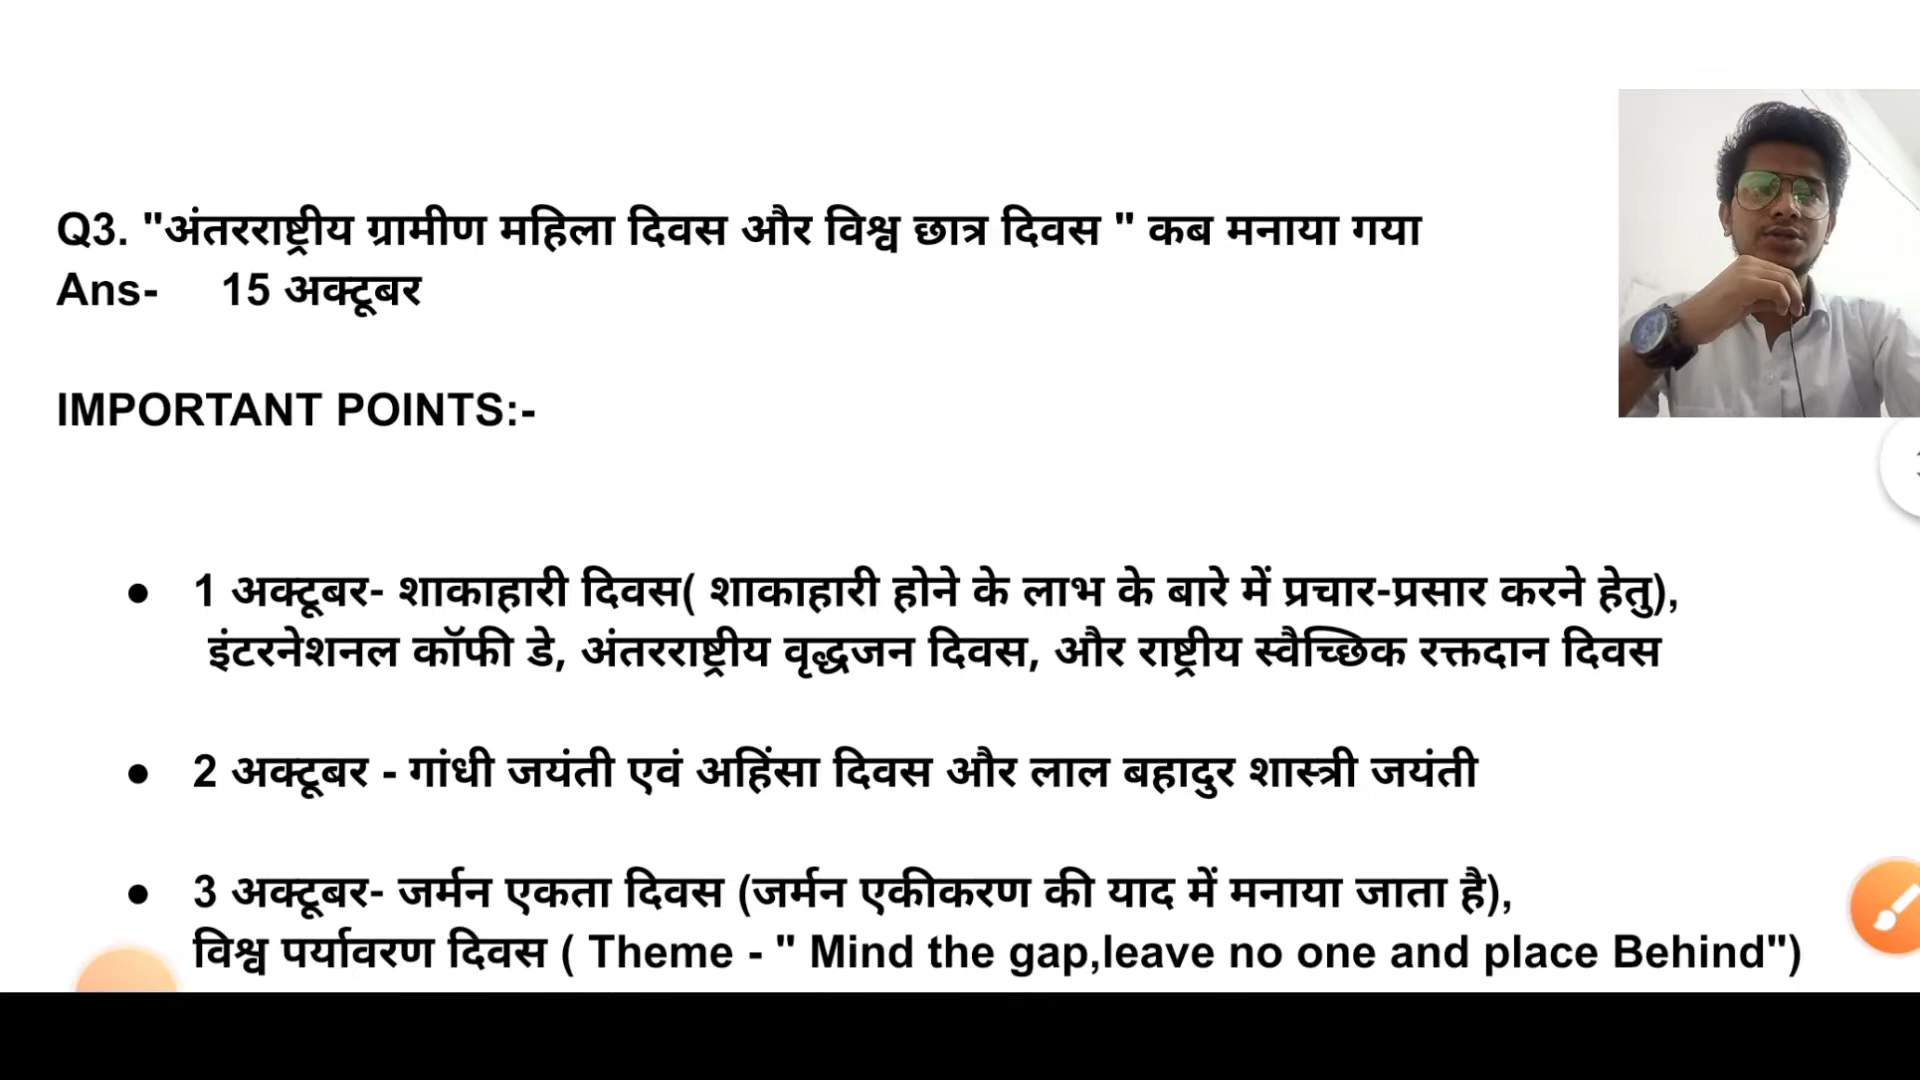 Q3. "अंतरराष्ट्रीय ग्रामीण महिला दिवस और विश्व छात्र दिवस " कब मनाया गया
Ans- 15 अक्टूबर
IMPORTANT POINTS:-
● 1 अक्टूबर- शाकाहारी दिवस( शाकाहारी होने के लाभ के बारे में प्रचार-प्रसार करने हेतु),
इंटरनेशनल कॉफी डे, अंतरराष्ट्रीय वृद्धजन दिवस, और राष्ट्रीय स्वैच्छिक रक्तदान दिवस
● 2 अक्टूबर - गांधी जयंती एवं अहिंसा दिवस और लाल बहादुर शास्त्री जयंती
● 3 अक्टूबर- जर्मन एकता दिवस (जर्मन एकीकरण की याद में मनाया जाता है),
विश्व पर्यावरण दिवस ( Theme - " Mind the gap,leave no one and place Behind")